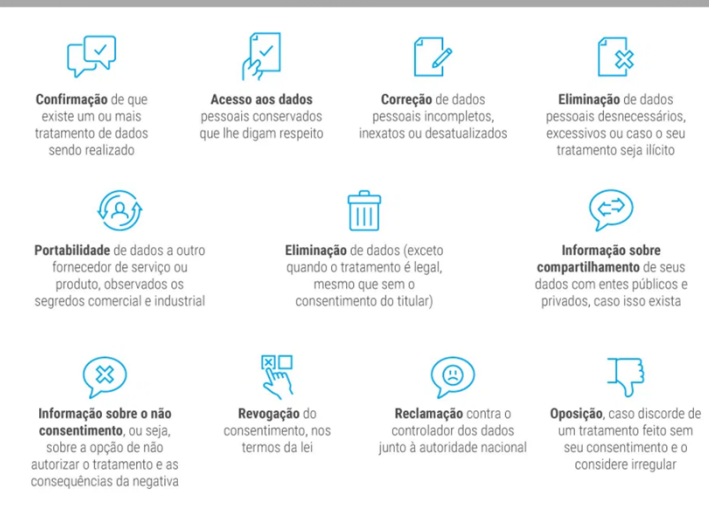 Confirmação de que
existe um ou mais
tratamento de dados
sendo realizado
Acesso aos dados
pessoais conservados
que lhe digam respeito
Correção de dados
pessoais incompletos,
inexatos ou desatualizados
Eliminação de dados
pessoais desnecessários,
excessivos ou caso o seu
tratamento seja ilícito
Portabilidade de dados a outro
fornecedor de serviço ou
produto, observados os
segredos comercial e industrial
Eliminação de dados (exceto
quando o tratamento é legal,
mesmo que sem o
consentimento do titular)
Informação sobre
compartilhamento de seus
dados com entes públicos e
privados, caso isso exista
Informação sobre o não
consentimento, ou seja,
sobre a opção de não
autorizar o tratamento e as
consequências da negativa
Revogação do
consentimento, nos
termos da lei
Reclamação contra o
controlador dos dados
junto à autoridade nacional
Oposição, caso discorde de
um tratamento feito sem
seu consentimento e o
considere irregular